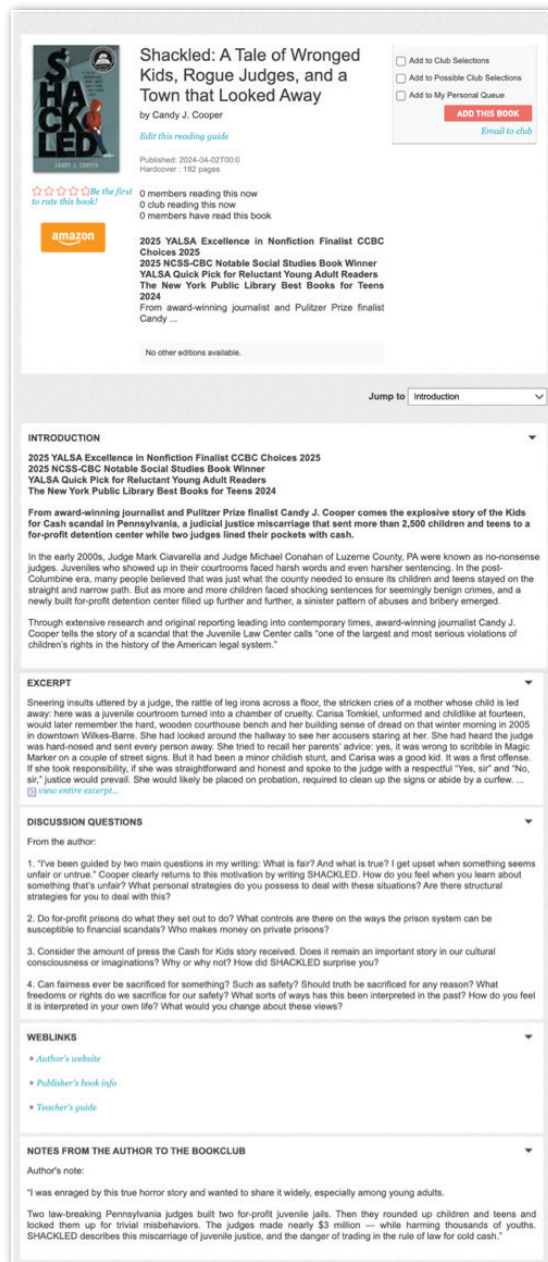 SHACKLED
CANDY J. COOPER
Shackled: A Tale of Wronged
Kids, Rogue Judges, and a
Town that Looked Away
by Candy J. Cooper
Edit this reading guide
Published: 2024-04-02T00:0
Hardcover : 192 pages
Add to Club Selections
Add to Possible Club Selections
Add to My Personal Queue
ADD THIS BOOK
Email to club
Be the first
to rate this book!
amazon
0 members reading this now
0 club reading this now
0 members have read this book
2025 YALSA Excellence in Nonfiction Finalist CCBC
Choices 2025
2025 NCSS-CBC Notable Social Studies Book Winner
YALSA Quick Pick for Reluctant Young Adult Readers
The New York Public Library Best Books for Teens
2024
From award-winning journalist and Pulitzer Prize finalist
Candy ...
No other editions available.
Jump to Introduction
INTRODUCTION
2025 YALSA Excellence in Nonfiction Finalist CCBC Choices 2025
2025 NCSS-CBC Notable Social Studies Book Winner
YALSA Quick Pick for Reluctant Young Adult Readers
The New York Public Library Best Books for Teens 2024
From award-winning journalist and Pulitzer Prize finalist Candy J. Cooper comes the explosive story of the Kids
for Cash scandal in Pennsylvania, a judicial justice miscarriage that sent more than 2,500 children and teens to a
for-profit detention center while two judges lined their pockets with cash.
In the early 2000s, Judge Mark Ciavarella and Judge Michael Conahan of Luzerne County, PA were known as no-nonsense
judges. Juveniles who showed up in their courtrooms faced harsh words and even harsher sentencing. In the post-
Columbine era, many people believed that was just what the county needed to ensure its children and teens stayed on the
straight and narrow path. But as more and more children faced shocking sentences for seemingly benign crimes, and a
newly built for-profit detention center filled up further and further, a sinister pattern of abuses and bribery emerged.
Through extensive research and original reporting leading into contemporary times, award-winning journalist Candy J.
Cooper tells the story of a scandal that the Juvenile Law Center calls "one of the largest and most serious violations of
children's rights in the history of the American legal system."
EXCERPT
Sneering insults uttered by a judge, the rattle of leg irons across a floor, the stricken cries of a mother whose child is led
away: here was a juvenile courtroom turned into a chamber of cruelty. Carisa Tomkiel, unformed and childlike at fourteen,
would later remember the hard, wooden courthouse bench and her building sense of dread on that winter morning in 2005
in downtown Wilkes-Barre. She had looked around the hallway to see her accusers staring at her. She had heard the judge
was hard-nosed and sent every person away. She tried to recall her parents' advice: yes, it was wrong to scribble in Magic
Marker on a couple of street signs. But it had been a minor childish stunt, and Carisa was a good kid. It was a first offense.
If she took responsibility, if she was straightforward and honest and spoke to the judge with a respectful "Yes, sir" and "No,
sir," justice would prevail. She would likely be placed on probation, required to clean up the signs or abide by a curfew. ...
view entire excerpt...
DISCUSSION QUESTIONS
From the author:
1. "I've been guided by two main questions in my writing: What is fair? And what is true? I get upset when something seems
unfair or untrue." Cooper clearly returns to this motivation by writing SHACKLED. How do you feel when you learn about
something that's unfair? What personal strategies do you possess to deal with these situations? Are there structural
strategies for you to deal with this?
2. Do for-profit prisons do what they set out to do? What controls are there on the ways the prison system can be
susceptible to financial scandals? Who makes money on private prisons?
3. Consider the amount of press the Cash for Kids story received. Does it remain an important story in our cultural
consciousness or imaginations? Why or why not? How did SHACKLED surprise you?
4. Can fairness ever be sacrificed for something? Such as safety? Should truth be sacrificed for any reason? What
freedoms or rights do we sacrifice for our safety? What sorts of ways has this been interpreted in the past? How do you feel
it is interpreted in your own life? What would you change about these views?
WEBLINKS
» Author's website
» Publisher's book info
» Teacher's guide
NOTES FROM THE AUTHOR TO THE BOOKCLUB
Author's note:
"I was enraged by this true horror story and wanted to share it widely, especially among young adults.
Two law-breaking Pennsylvania judges built two for-profit juvenile jails. Then they rounded up children and teens and
locked them up for trivial misbehaviors. The judges made nearly $3 million — while harming thousands of youths.
SHACKLED describes this miscarriage of juvenile justice, and the danger of trading in the rule of law for cold cash."